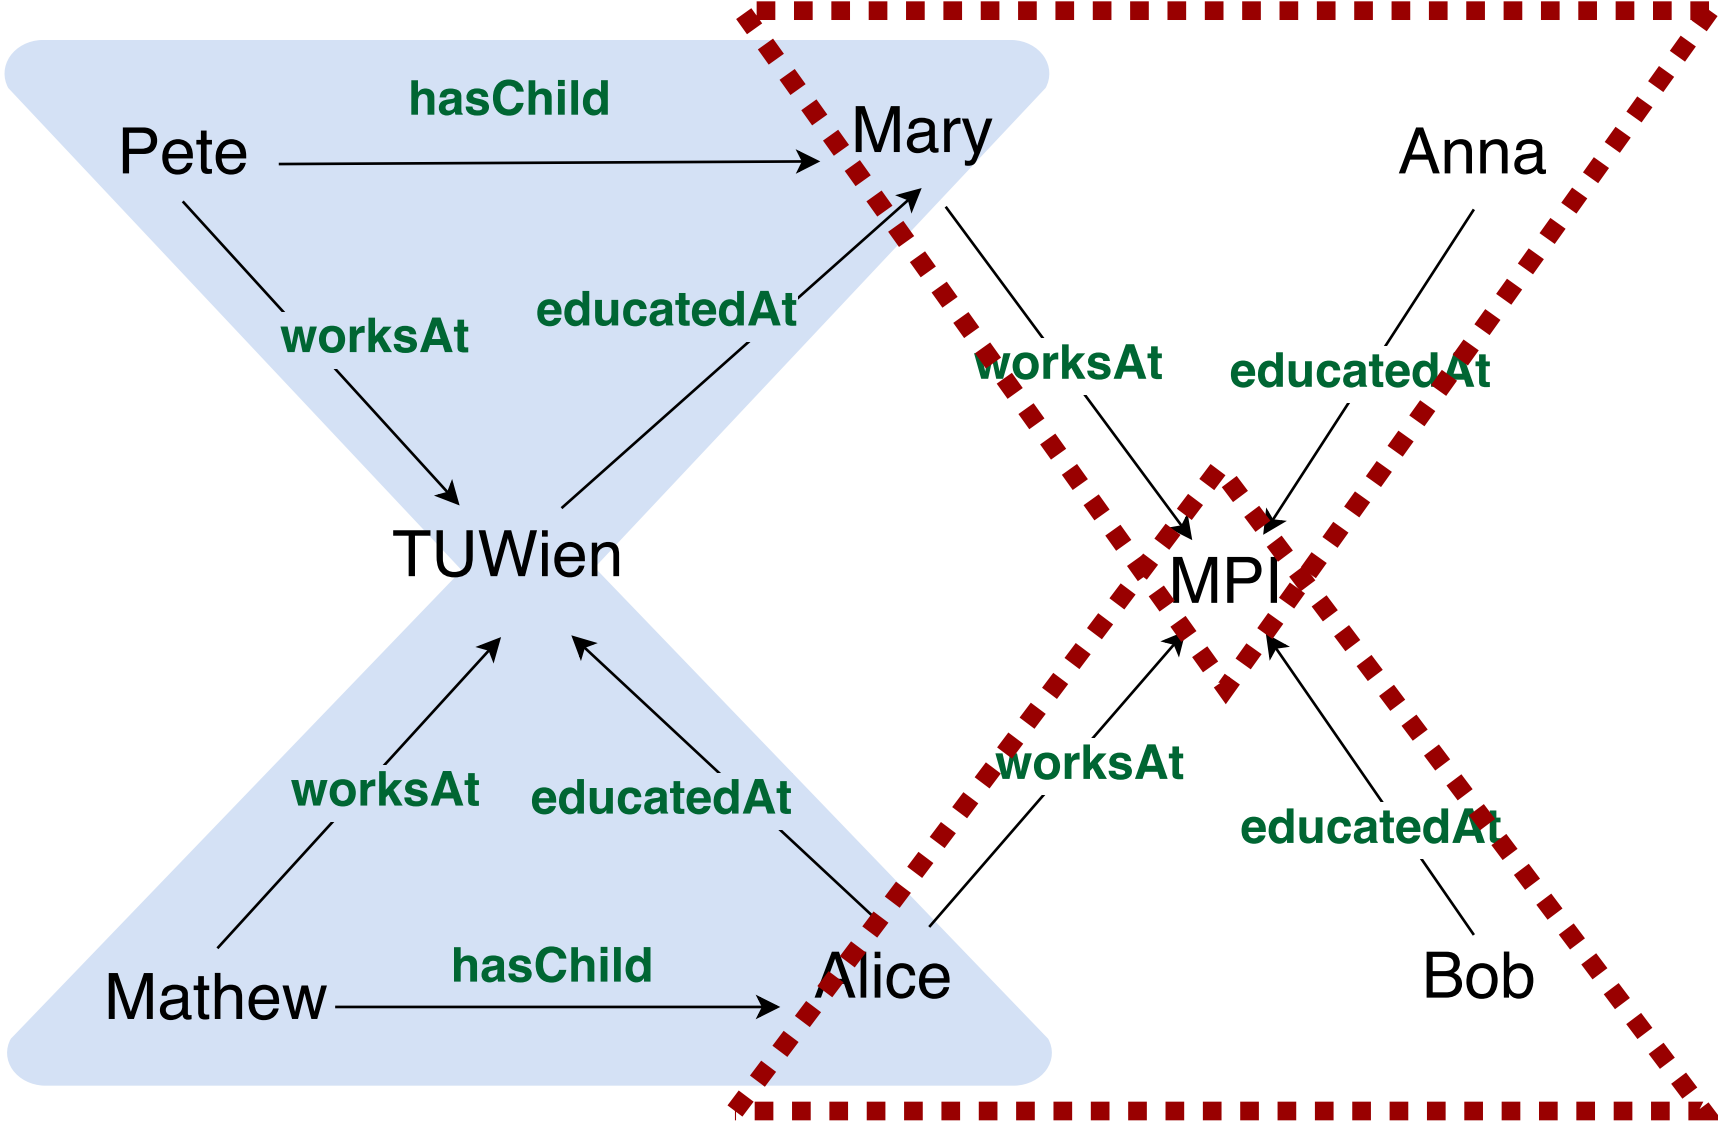 hasChild
Pete
Mary
Anna
worksAt
educatedAt
worksAt
educatedAt
TUWien
MPI
worksAt
educatedAt
worksAt
educatedAt
Mathew
hasChild
Alice
Bob